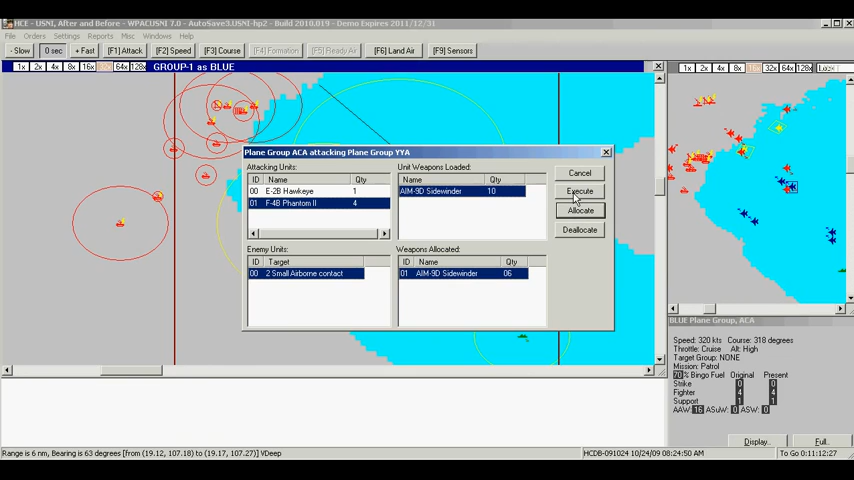 HCE - USNI, After and Before - WPACUSNI 7.0 - AutoSave3.USNI-hp2 - Build 2010.019 - Demo Expires 2011/12/31
File Orders Settings Reports Misc Windows Help
- Slow 0 sec + Fast [F1] Attack [F2] Speed [F3] Course [F4] Formation [F5] Ready Air [F6] Land Air [F9] Sensors
1x 2x 4x 8x 16x 32x 64x 128x GROUP-1 as BLUE
1x 2x 4x 8x 16x 32x 64x 128x
Plane Group ACA attacking Plane Group YYA
Attacking Units:
ID Name Qty
00 E-2B Hawkeye 1
01 F-4B Phantom II 4
Unit Weapons Loaded:
Name Qty
AIM-9D Sidewinder 10
Cancel
Execute
Allocate
Deallocate
Enemy Units:
ID Target
00 2 Small Airborne contact
Weapons Allocated:
ID Name Qty
01 AIM-9D Sidewinder 06
BLUE Plane Group, ACA
Speed: 320 kts Course: 318 degrees
Throttle: Cruise Alt: High
Target Group: NONE
Mission: Patrol
70% Bingo Fuel Original Present
Strike 0 0
Fighter 4 4
Support 1 1
AAW: 16 ASuW: 0 ASW: 0
Display.. Full..
Range is 6 nm, Bearing is 63 degrees [from (19.12, 107.18) to (19.17, 107.27)] VDeep
HCDB-091024 10/24/09 08:24:50 AM
To Go 0:11:12:27